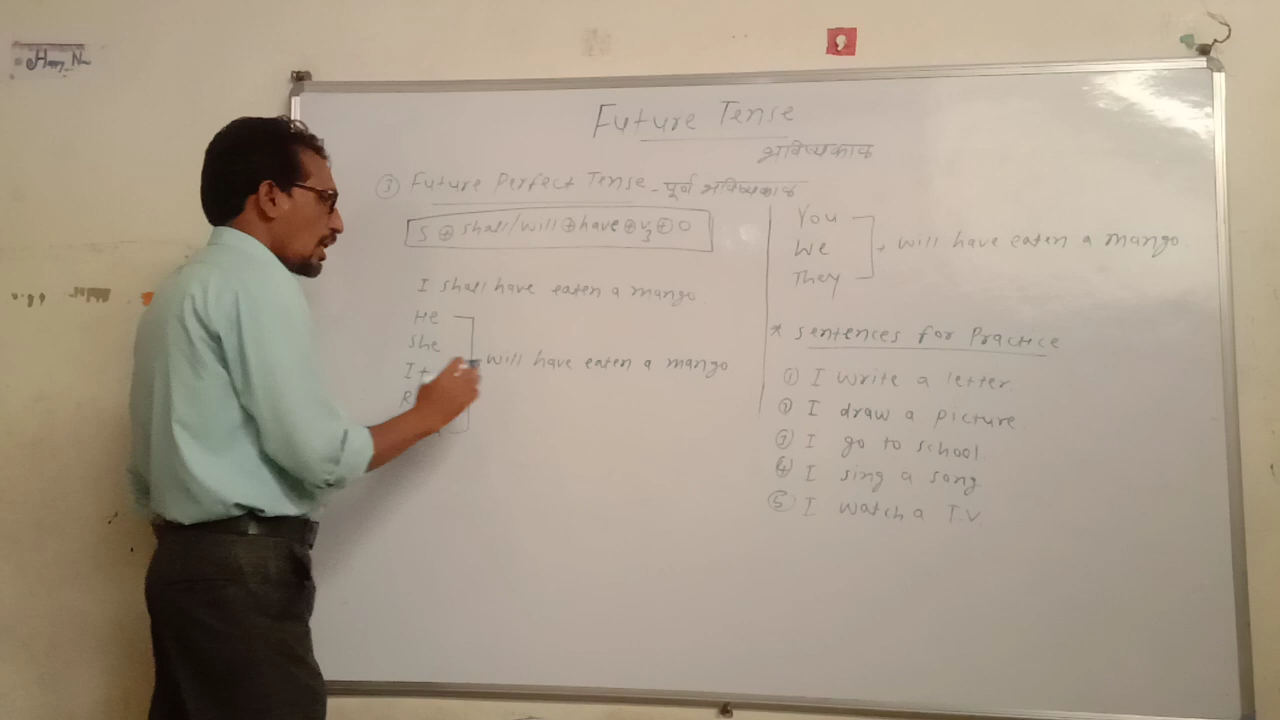 Happy
Future Tense
भविष्यकाळ
③ Future Perfect Tense - पूर्ण भविष्यकाळ
S ⊕ shall/will ⊕ have ⊕ V3 ⊕ O
I shall have eaten a mango.
He
She
It
will have eaten a mango
You
We
They
+ will have eaten a mango.
* Sentences for Practice
① I write a letter.
② I draw a picture
③ I go to school.
④ I sing a song
⑤ I watch a T.V.